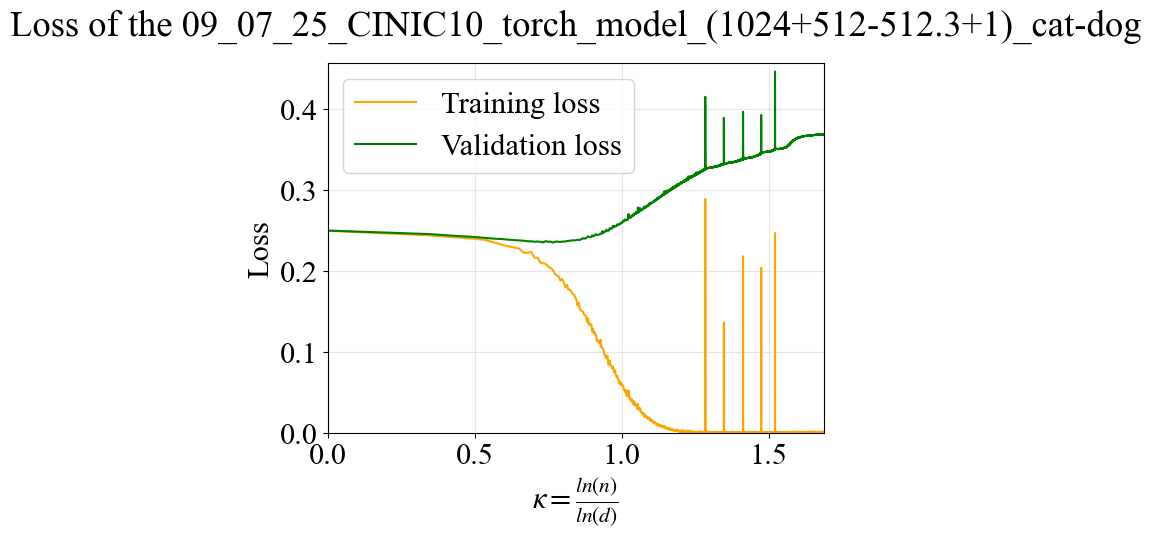 Loss of the 09_07_25_CINIC10_torch_model_(1024+512-512.3+1)_cat-dog
Training loss
Validation loss
Loss
0.4
0.3
0.2
0.1
0.0
0.0 0.5 1.0 1.5
κ = ln(n)/ln(d)